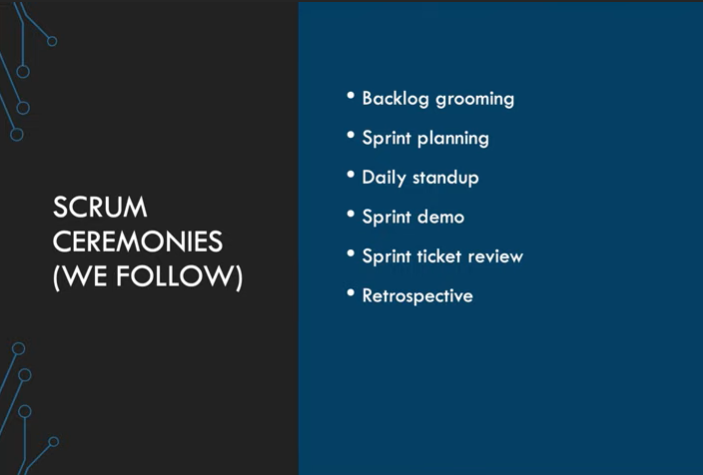 SCRUM
CEREMONIES
(WE FOLLOW)
• Backlog grooming
• Sprint planning
• Daily standup
• Sprint demo
• Sprint ticket review
• Retrospective